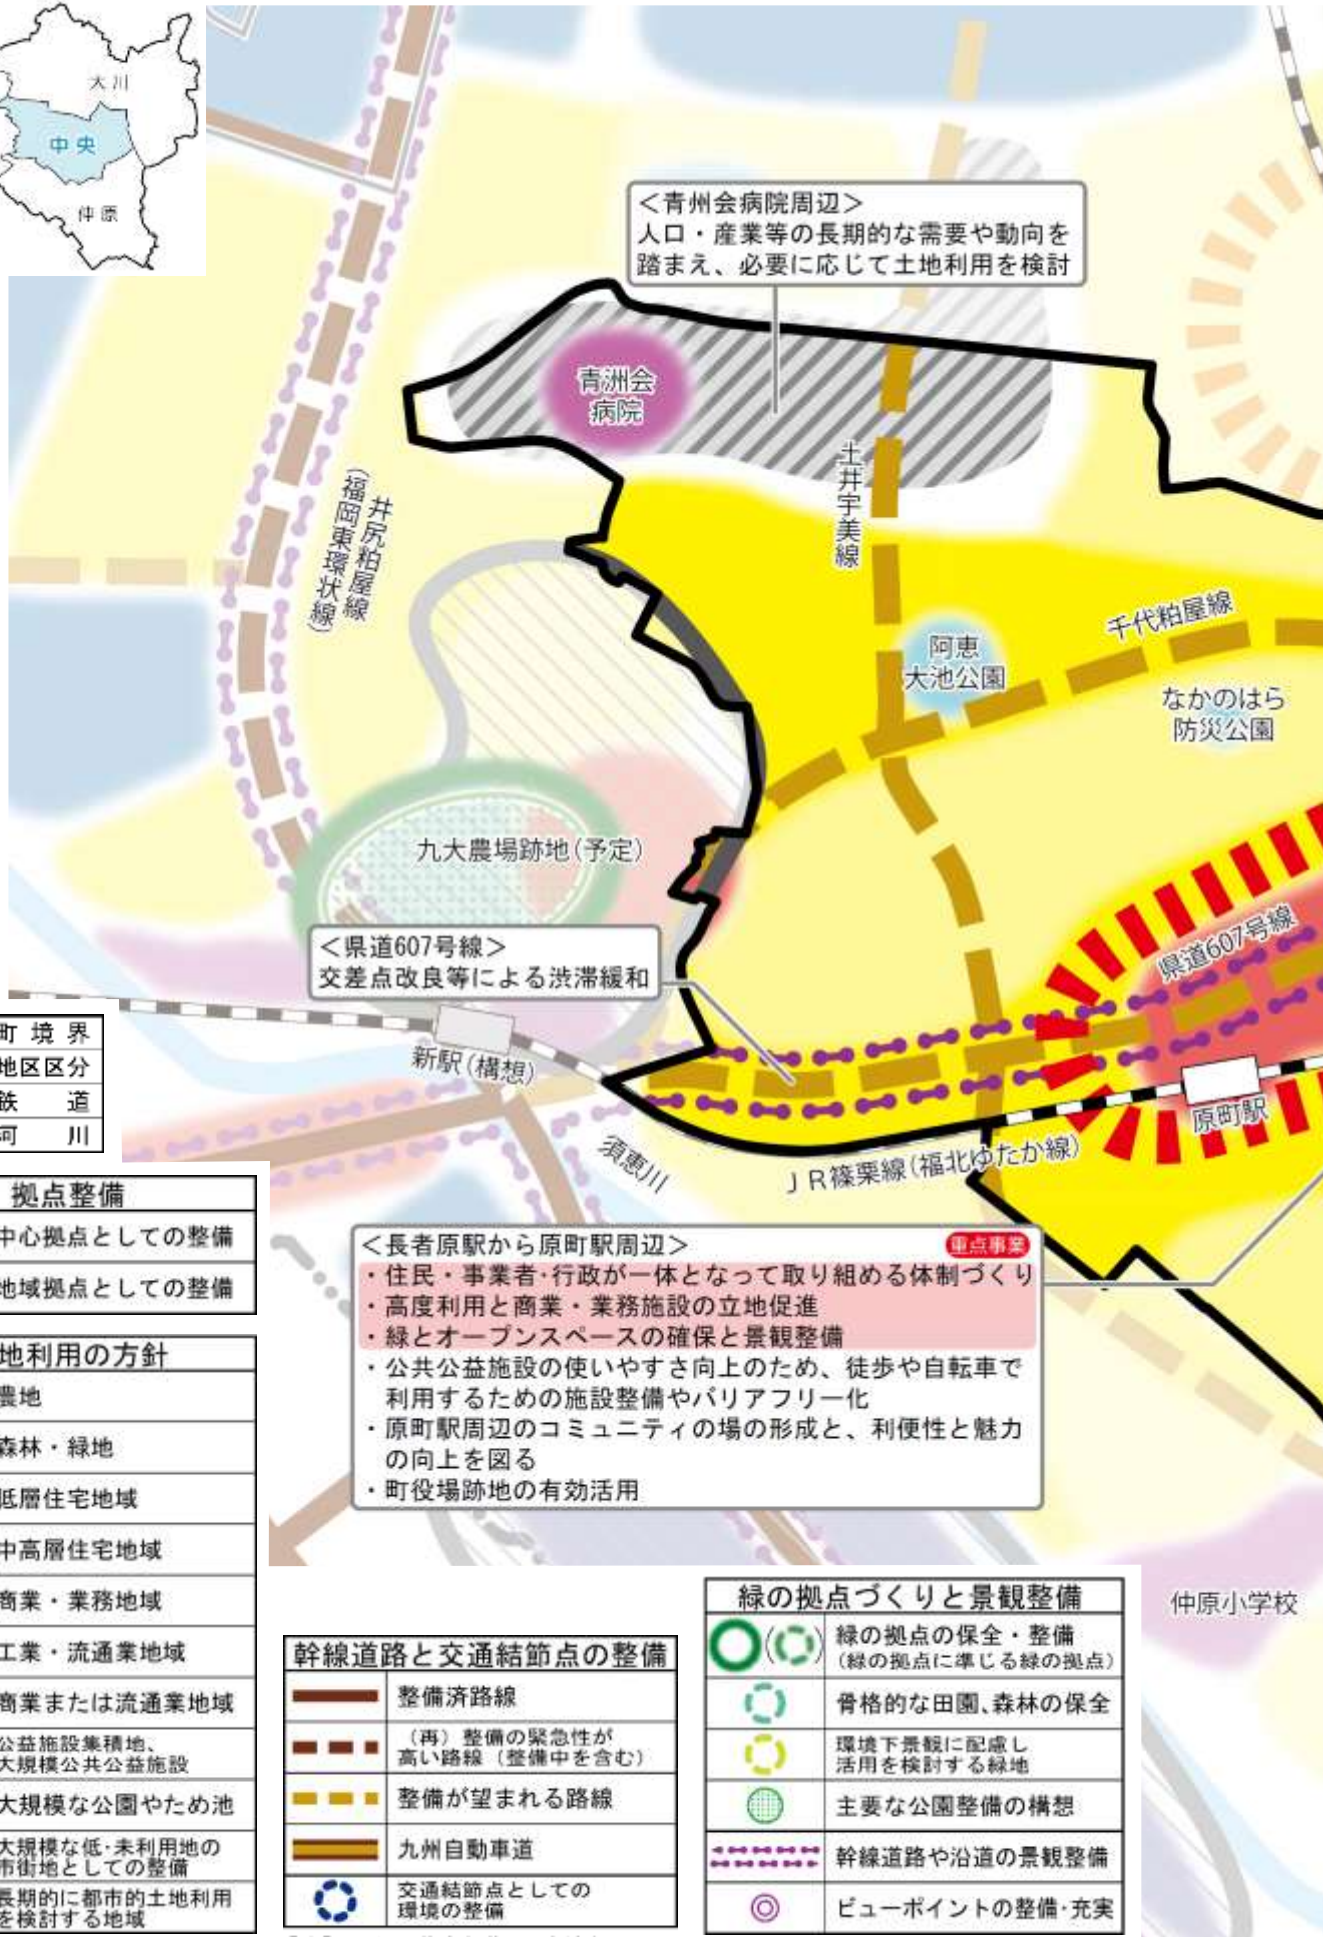 大川
中央
仲原
＜青州会病院周辺＞
人口・産業等の長期的な需要や動向を
踏まえ、必要に応じて土地利用を検討
青洲会
病院
土井宇美線
井尻粕屋線
（福岡東環状線）
千代粕屋線
阿恵
大池公園
なかのはら
防災公園
九大農場跡地（予定）
県道607号線
＜県道607号線＞
交差点改良等による渋滞緩和
新駅（構想）
原町駅
須恵川
ＪＲ篠栗線（福北ゆたか線）
町境界
地区区分
鉄道
河川
＜長者原駅から原町駅周辺＞ 重点事業
・住民・事業者・行政が一体となって取り組める体制づくり
・高度利用と商業・業務施設の立地促進
・緑とオープンスペースの確保と景観整備
・公共公益施設の使いやすさ向上のため、徒歩や自転車で
利用するための施設整備やバリアフリー化
・原町駅周辺のコミュニティの場の形成と、利便性と魅力
の向上を図る
・町役場跡地の有効活用
拠点整備
中心拠点としての整備
地域拠点としての整備
地利用の方針
農地
森林・緑地
低層住宅地域
中高層住宅地域
商業・業務地域
工業・流通業地域
商業または流通業地域
公益施設集積地、
大規模公共公益施設
大規模な公園やため池
大規模な低・未利用地の
市街地としての整備
長期的に都市的土地利用
を検討する地域
幹線道路と交通結節点の整備
整備済路線
（再）整備の緊急性が
高い路線（整備中を含む）
整備が望まれる路線
九州自動車道
交通結節点としての
環境の整備
緑の拠点づくりと景観整備
緑の拠点の保全・整備
（緑の拠点に準じる緑の拠点）
骨格的な田園、森林の保全
環境下景観に配慮し
活用を検討する緑地
主要な公園整備の構想
幹線道路や沿道の景観整備
ビューポイントの整備・充実
仲原小学校